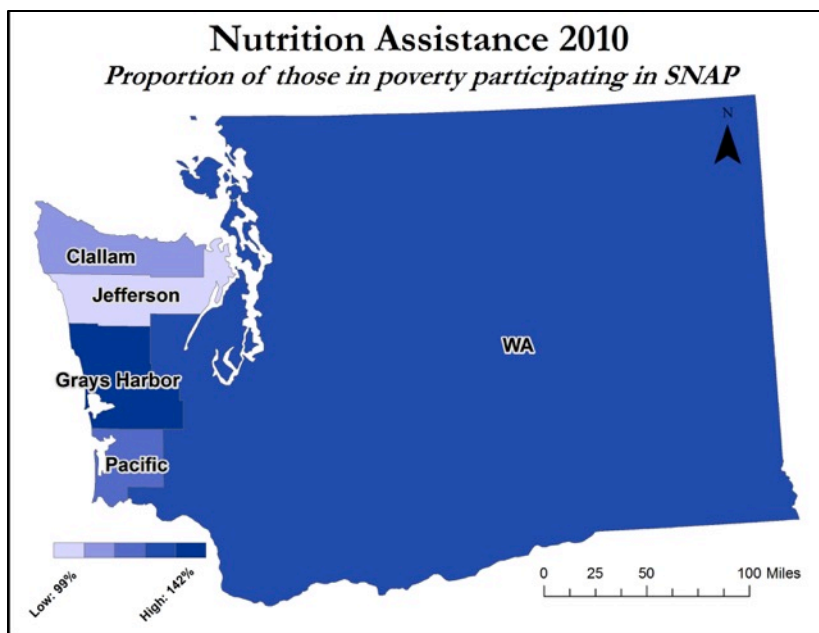 Nutrition Assistance 2010
Proportion of those in poverty participating in SNAP
N
Clallam
Jefferson
WA
Grays Harbor
Pacific
Low: 99%
High: 142%
0 25 50 100 Miles